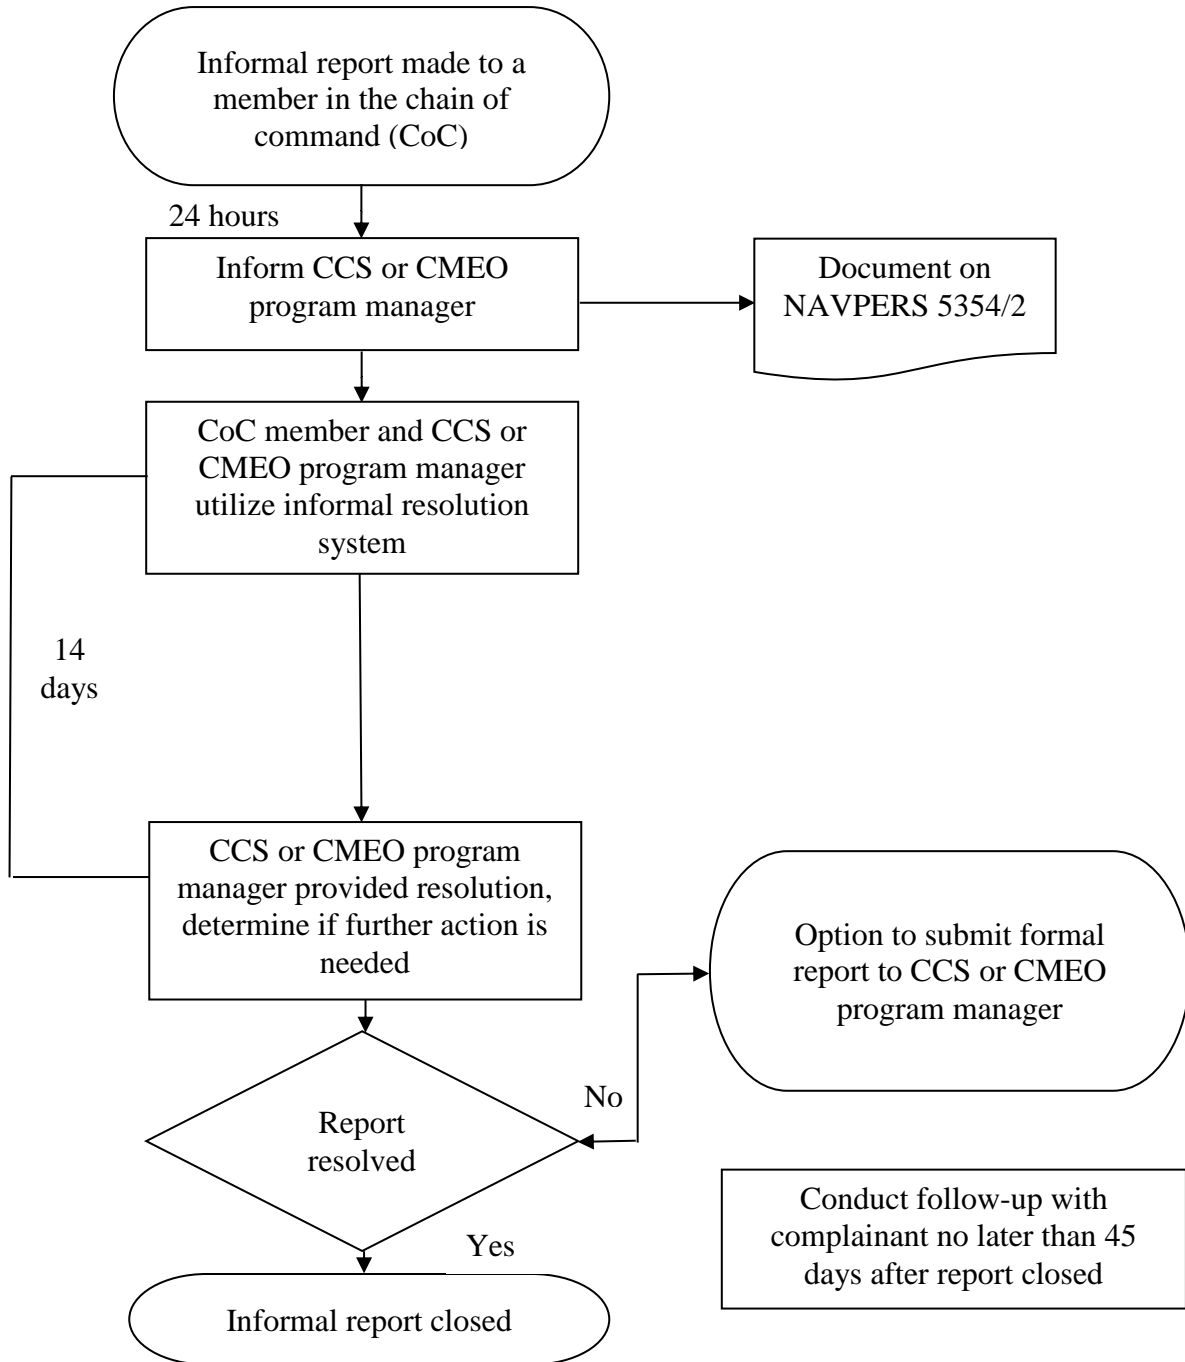 Informal report made to a
member in the chain of
command (CoC)
24 hours
Inform CCS or CMEO
program manager
Document on
NAVPERS 5354/2
CoC member and CCS or
CMEO program manager
utilize informal resolution
system
14
days
CCS or CMEO program
manager provided resolution,
determine if further action is
needed
Option to submit formal
report to CCS or CMEO
program manager
No
Report
resolved
Yes
Conduct follow-up with
complainant no later than 45
days after report closed
Informal report closed